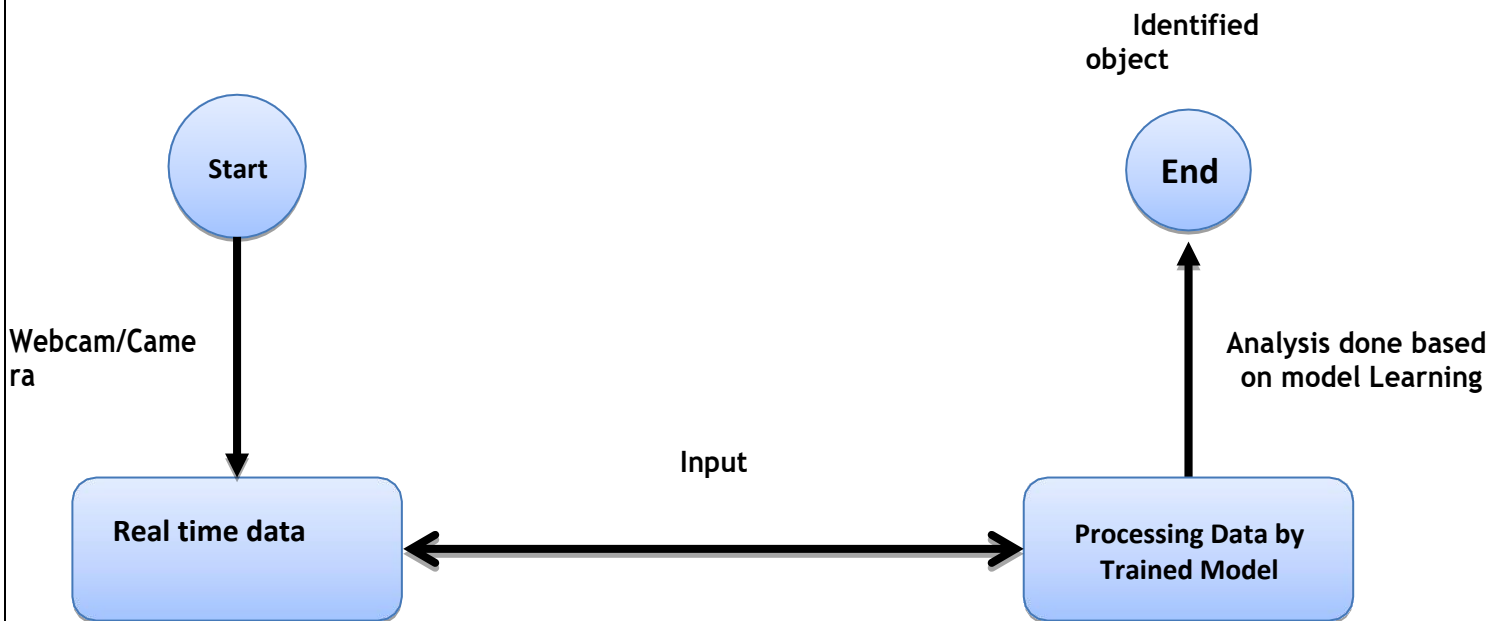 Identified
object
Start
End
Webcam/Came
ra
Analysis done based
on model Learning
Input
Real time data
Processing Data by
Trained Model